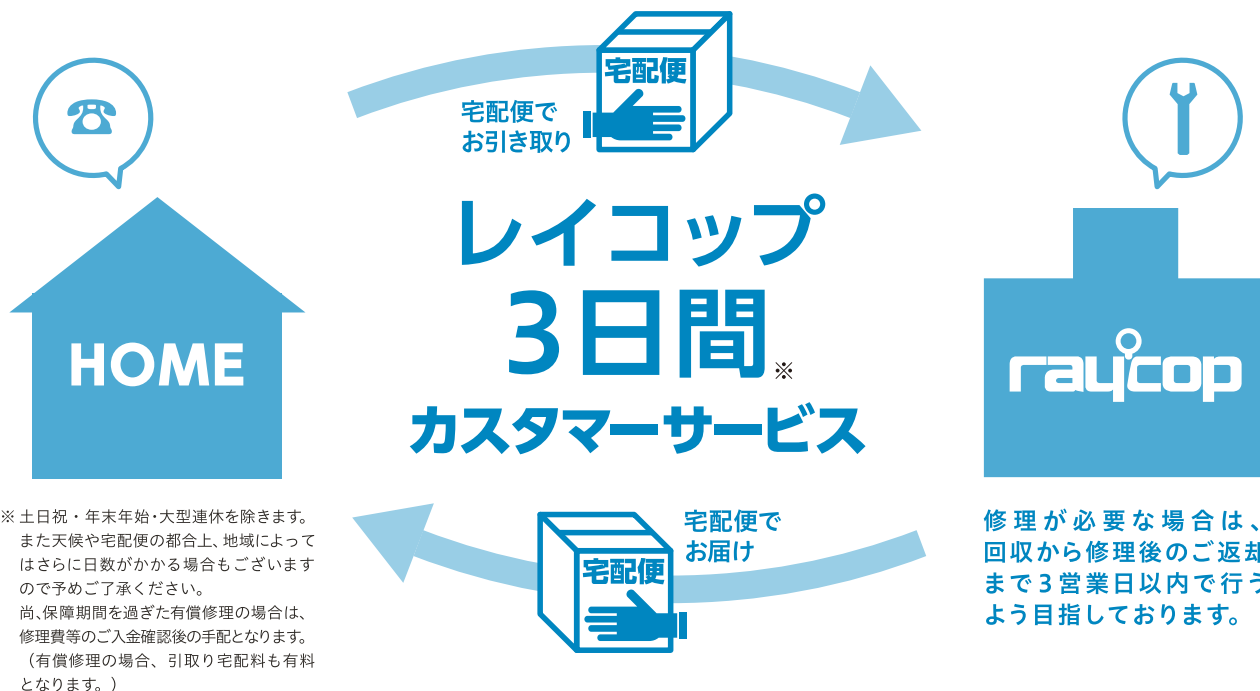 宅配便
宅配便で
お引き取り
レイコップ
3日間※
カスタマーサービス
HOME
raycop
宅配便で
お届け
宅配便
※ 土日祝・年末年始・大型連休を除きます。
また天候や宅配便の都合上、地域によって
はさらに日数がかかる場合もございます
ので予めご了承ください。
尚、保障期間を過ぎた有償修理の場合は、
修理費等のご入金確認後の手配となります。
（有償修理の場合、引取り宅配料も有料
となります。）
修理が必要な場合は、
回収から修理後のご返却
まで3営業日以内で行う
よう目指しております。